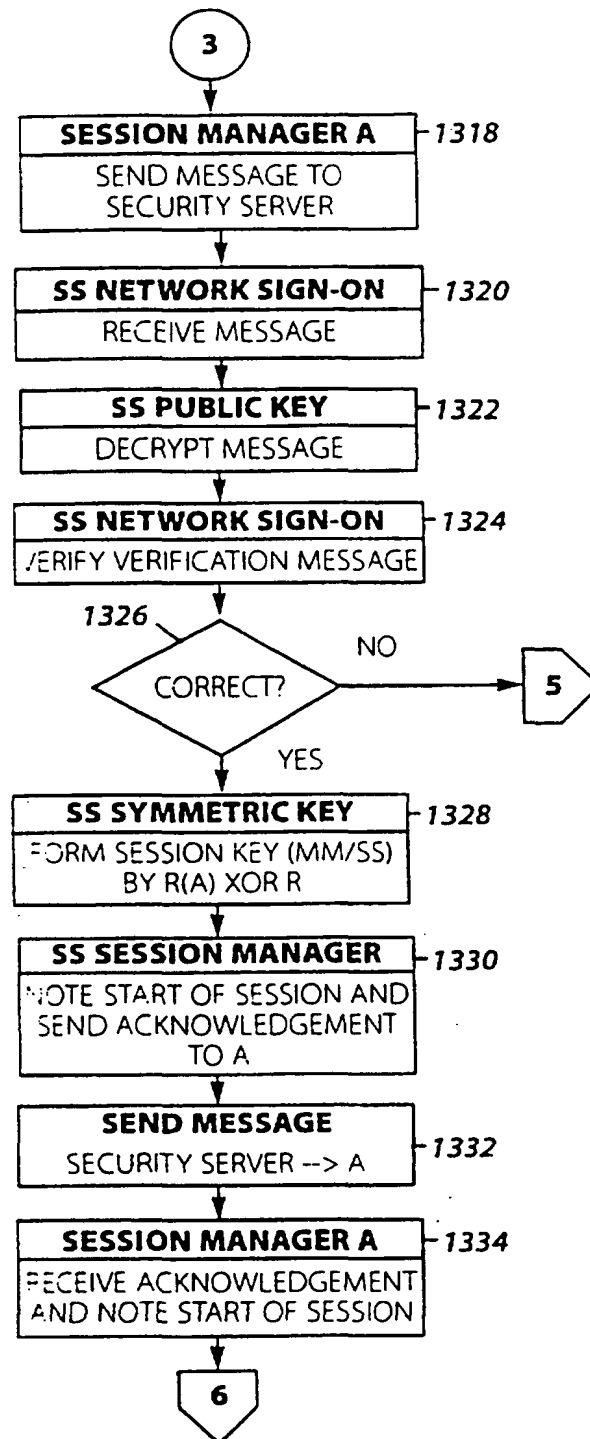 3
SESSION MANAGER A
1318
SEND MESSAGE TO
SECURITY SERVER
SS NETWORK SIGN-ON
1320
RECEIVE MESSAGE
SS PUBLIC KEY
1322
DECRYPT MESSAGE
SS NETWORK SIGN-ON
1324
VERIFY VERIFICATION MESSAGE
1326
CORRECT?
NO
5
YES
SS SYMMETRIC KEY
1328
FORM SESSION KEY (MM/SS)
BY R(A) XOR R
SS SESSION MANAGER
1330
NOTE START OF SESSION AND
SEND ACKNOWLEDGEMENT
TO A
SEND MESSAGE
1332
SECURITY SERVER --> A
SESSION MANAGER A
1334
RECEIVE ACKNOWLEDGEMENT
AND NOTE START OF SESSION
6